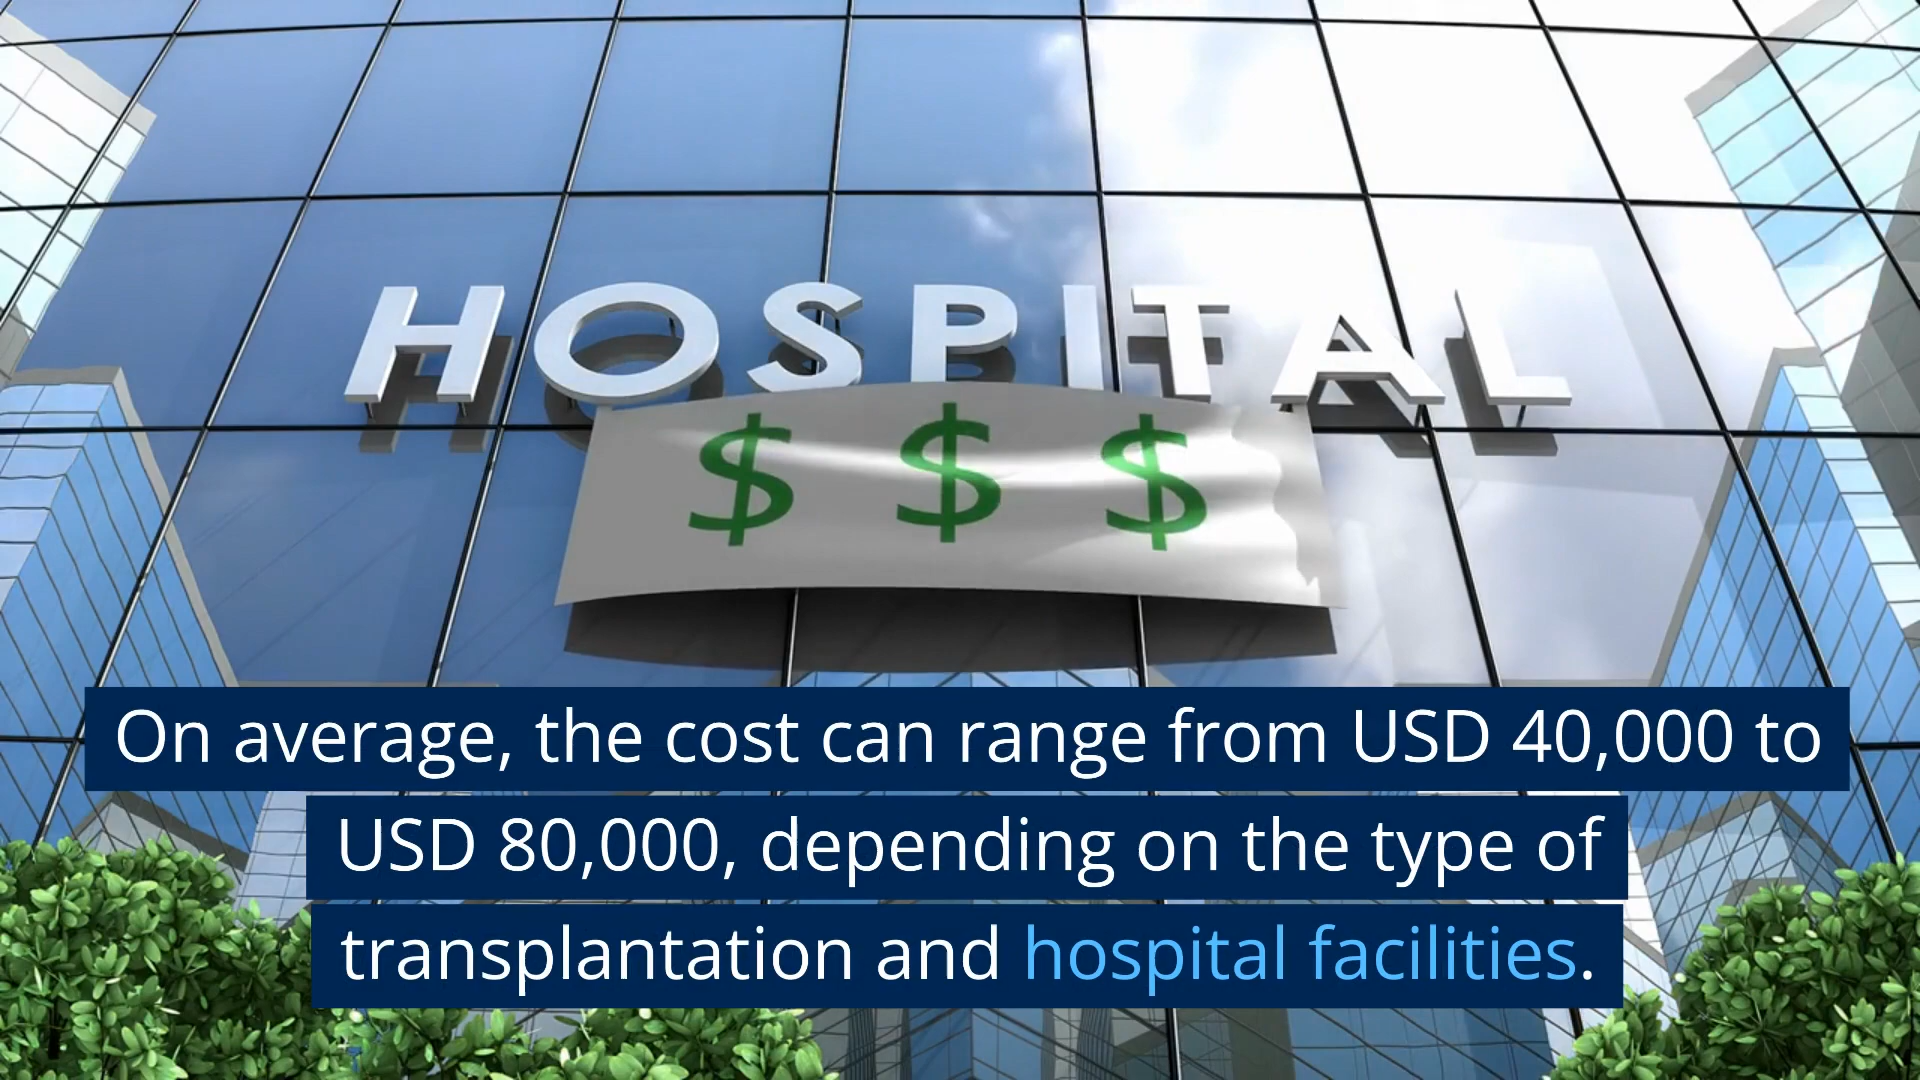 HOSPITAL
$ $ $
On average, the cost can range from USD 40,000 to
USD 80,000, depending on the type of
transplantation and hospital facilities.